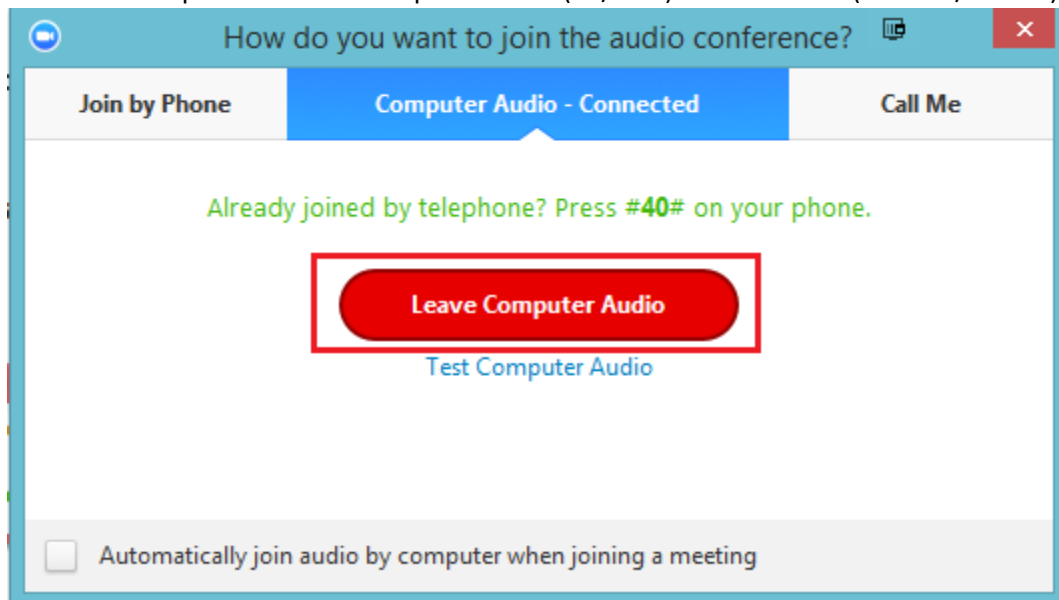 How do you want to join the audio conference?
Join by Phone Computer Audio - Connected Call Me
Already joined by telephone? Press #40# on your phone.
Leave Computer Audio
Test Computer Audio
Automatically join audio by computer when joining a meeting